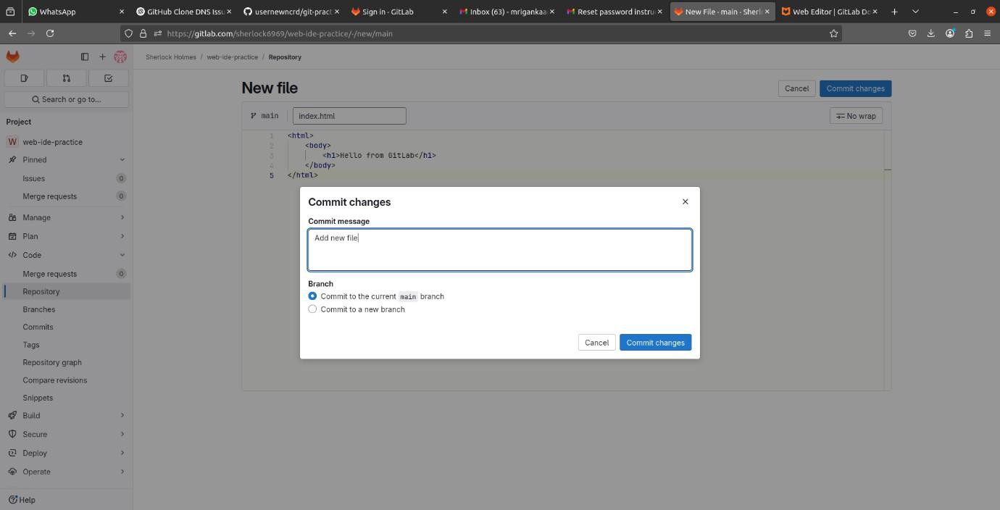 WhatsApp
GitHub Clone DNS Issu
usernewncrd/git-pract
Sign in · GitLab
Inbox (63) - mrigankaa
Reset password instru
New File · main · Sherl
Web Editor | GitLab Do
https://gitlab.com/sherlock6969/web-ide-practice/-/new/main
Sherlock Holmes / web-ide-practice / Repository
Search or go to...
Project
W web-ide-practice
Pinned
Issues 0
Merge requests 0
Manage
Plan
Code
Merge requests 0
Repository
Branches
Commits
Tags
Repository graph
Compare revisions
Snippets
Build
Secure
Deploy
Operate
Help
New file
Cancel
Commit changes
main
index.html
No wrap
1 <html>
2 <body>
3 <h1>Hello from GitLab</h1>
4 </body>
5 </html>
Commit changes
Commit message
Add new file
Branch
Commit to the current main branch
Commit to a new branch
Cancel
Commit changes